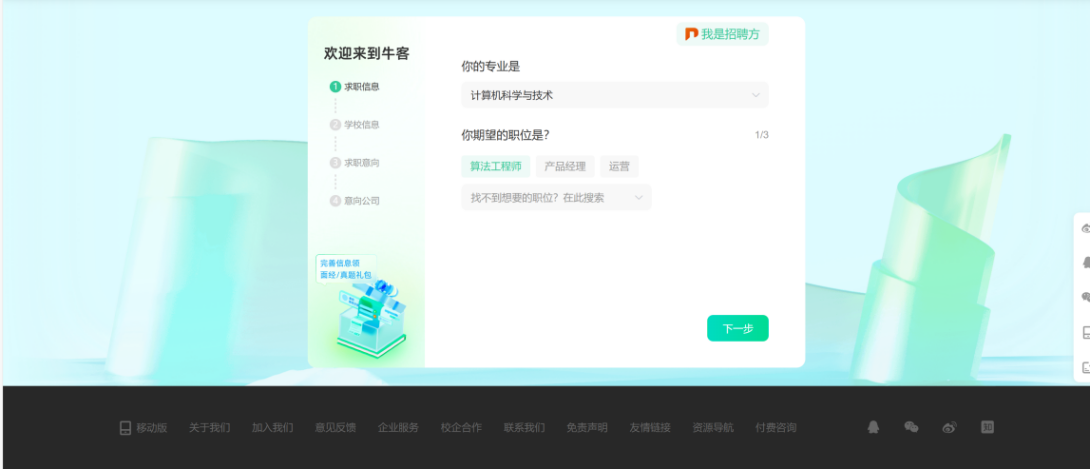 我是招聘方
欢迎来到牛客
1 求职信息
2 学校信息
3 求职意向
4 意向公司
完善信息领
面经/真题礼包
你的专业是
计算机科学与技术
你期望的职位是?
1/3
算法工程师 产品经理 运营
找不到想要的职位? 在此搜索
下一步
移动版 关于我们 加入我们 意见反馈 企业服务 校企合作 联系我们 免责声明 友情链接 资源导航 付费咨询